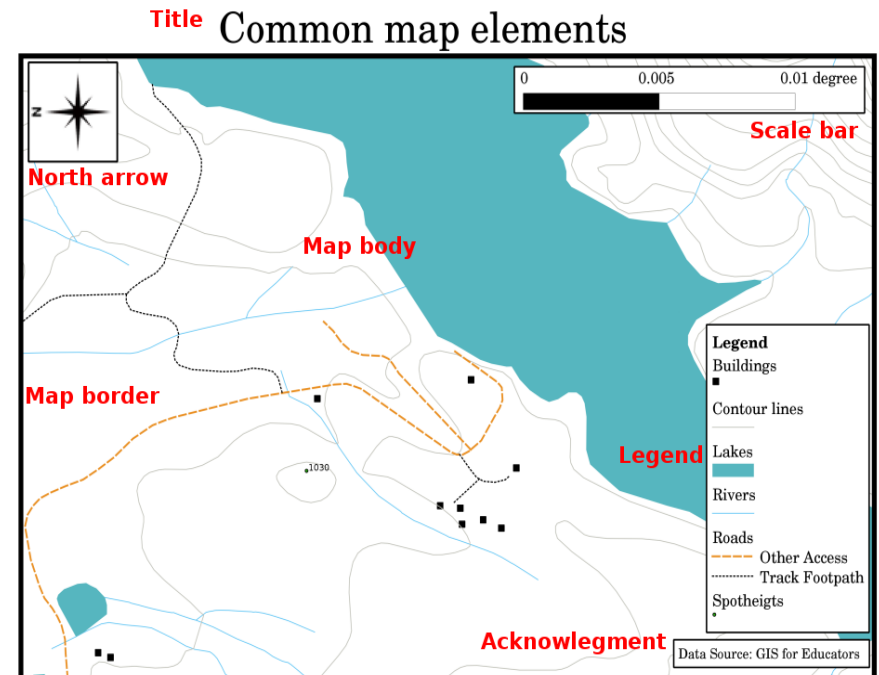 Title
Common map elements
N
0 0.005 0.01 degree
Scale bar
North arrow
Map body
Map border
1030
Legend
Legend
Buildings
Contour lines
Lakes
Rivers
Roads
Other Access
Track Footpath
Spotheigts
Acknowlegment
Data Source: GIS for Educators